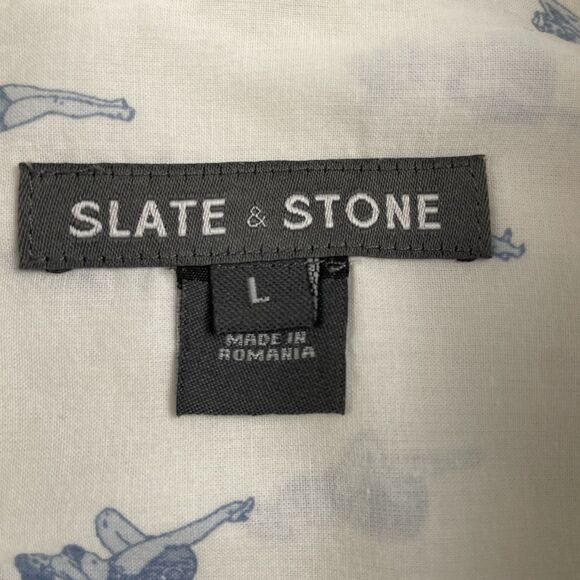 SLATE & STONE
L
MADE IN
ROMANIA